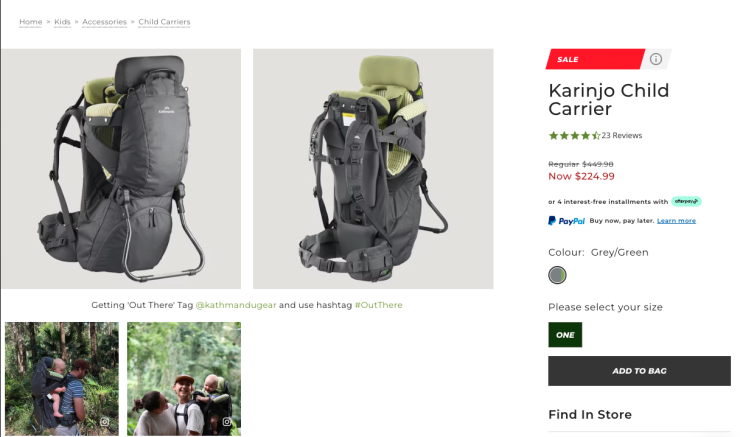 Home > Kids > Accessories > Child Carriers
SALE
Karinjo Child
Carrier
23 Reviews
Regular $449.98
Now $224.99
or 4 interest-free installments with afterpay
PayPal Buy now, pay later. Learn more
Colour: Grey/Green
Please select your size
ONE
ADD TO BAG
Find In Store
Getting 'Out There' Tag @kathmandugear and use hashtag #OutThere